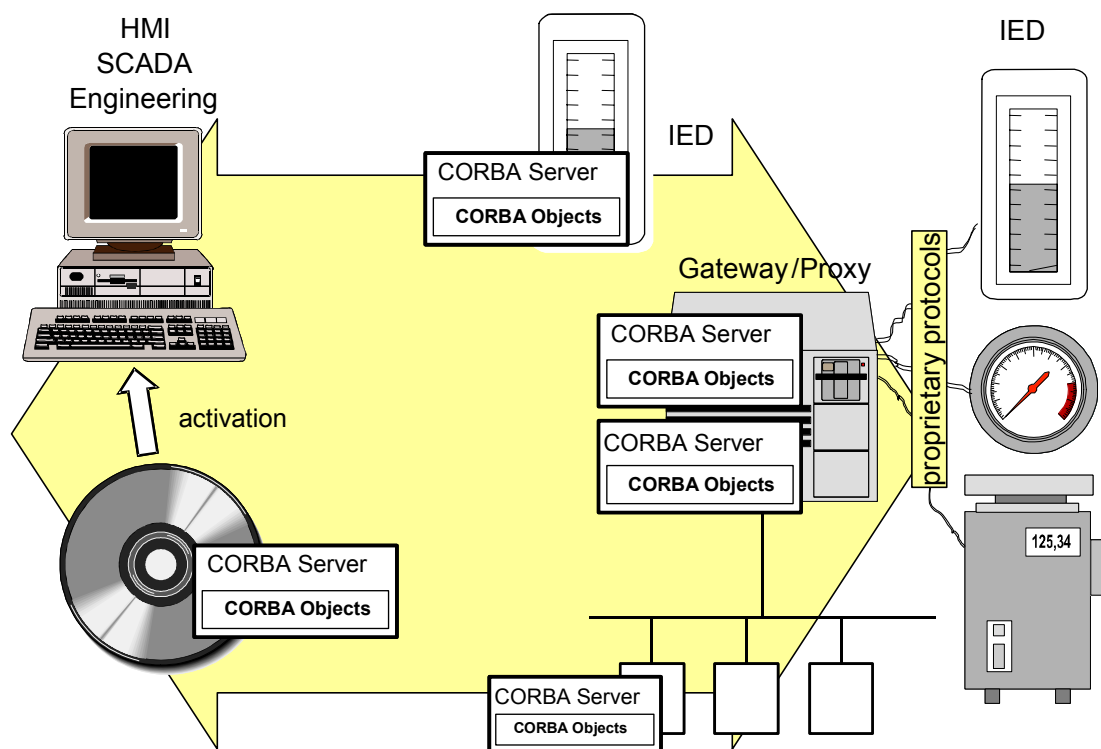 HMI
SCADA
Engineering
IED
IED
CORBA Server
CORBA Objects
Gateway/Proxy
CORBA Server
CORBA Objects
CORBA Server
CORBA Objects
proprietary protocols
activation
125,34
CORBA Server
CORBA Objects
CORBA Server
CORBA Objects